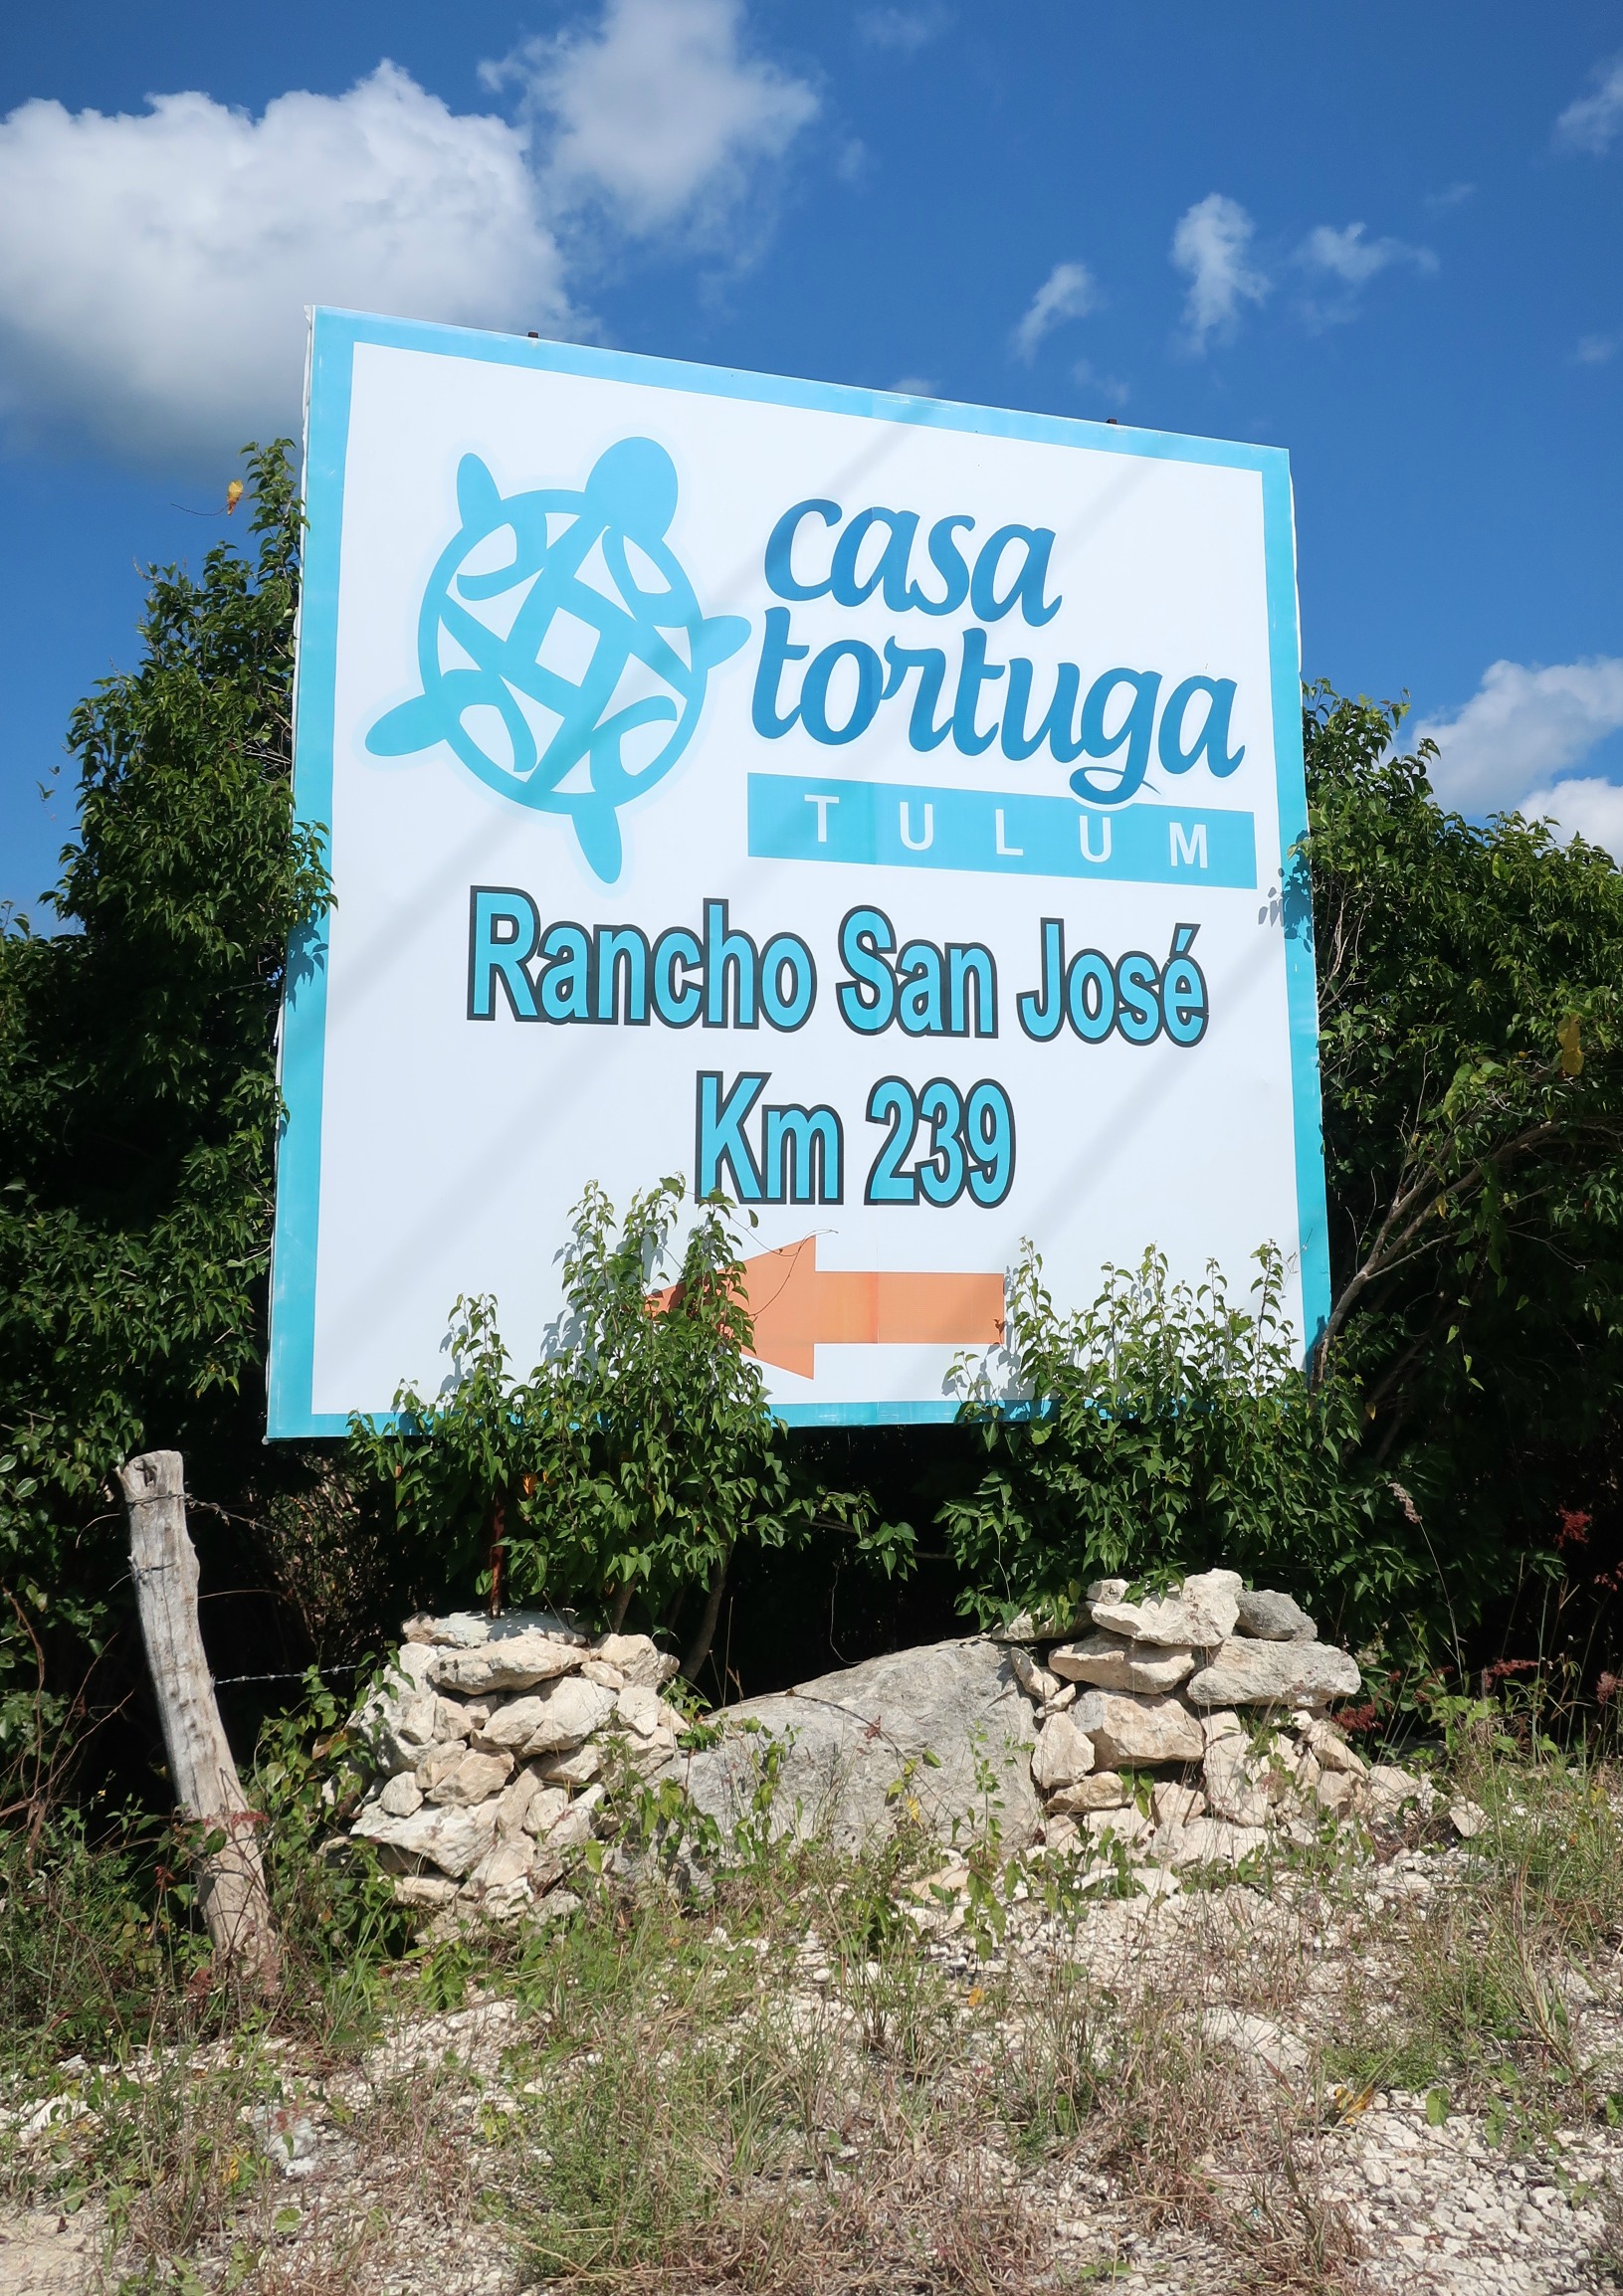 casa
tortuga
TULUM
Rancho San José
Km 239